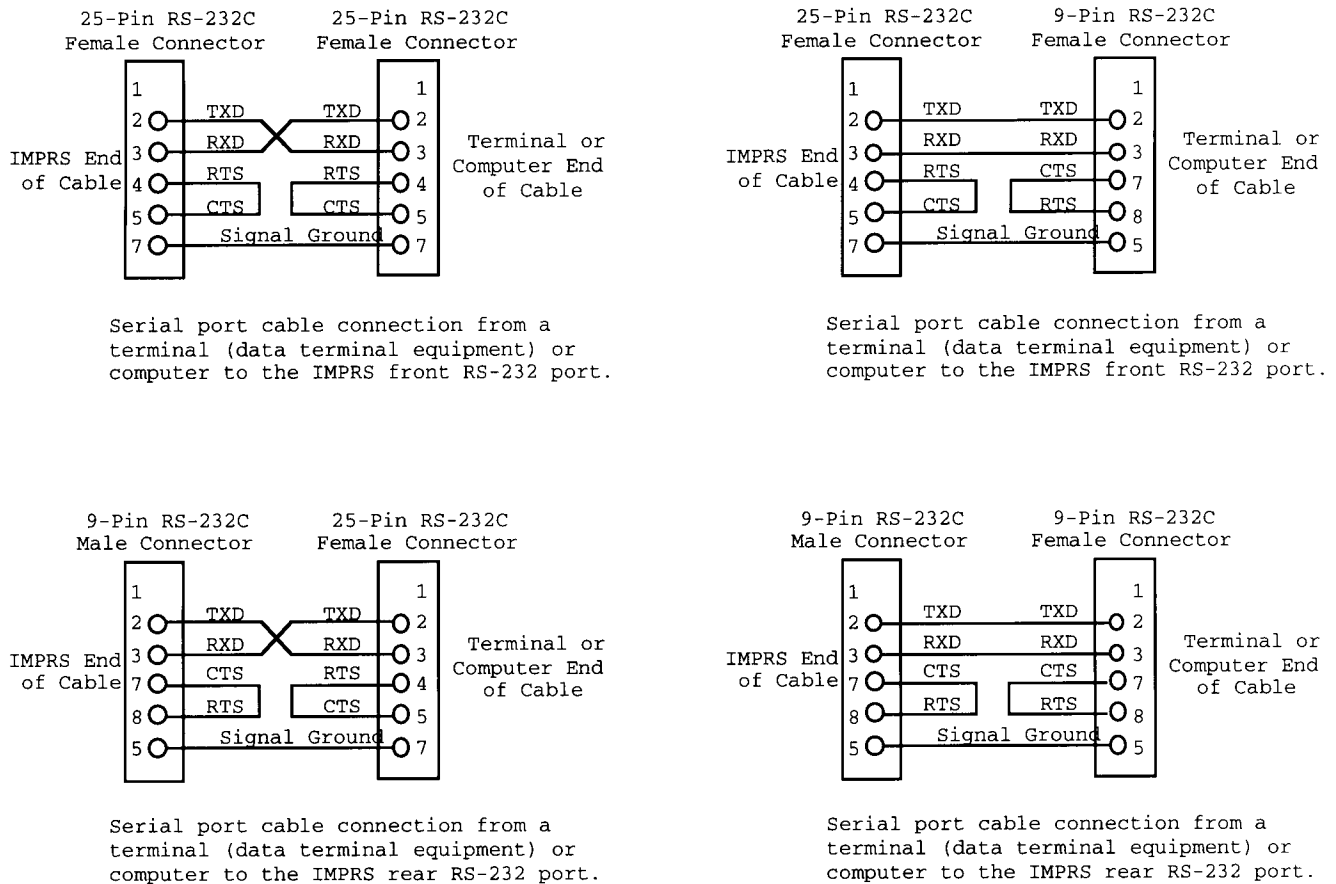 25-Pin RS-232C
Female Connector
25-Pin RS-232C
Female Connector
1
1
2
TXD
TXD
2
3
RXD
RXD
3
4
RTS
RTS
4
5
CTS
CTS
5
7
Signal Ground
7
IMPRS End
of Cable
Terminal or
Computer End
of Cable
Serial port cable connection from a
terminal (data terminal equipment) or
computer to the IMPRS front RS-232 port.
25-Pin RS-232C
Female Connector
9-Pin RS-232C
Female Connector
1
1
2
TXD
TXD
2
3
RXD
RXD
3
4
RTS
CTS
7
5
CTS
RTS
8
7
Signal Ground
5
IMPRS End
of Cable
Terminal or
Computer End
of Cable
Serial port cable connection from a
terminal (data terminal equipment) or
computer to the IMPRS front RS-232 port.
9-Pin RS-232C
Male Connector
25-Pin RS-232C
Female Connector
1
1
2
TXD
TXD
2
3
RXD
RXD
3
7
CTS
RTS
4
8
RTS
CTS
5
5
Signal Ground
7
IMPRS End
of Cable
Terminal or
Computer End
of Cable
Serial port cable connection from a
terminal (data terminal equipment) or
computer to the IMPRS rear RS-232 port.
9-Pin RS-232C
Male Connector
9-Pin RS-232C
Female Connector
1
1
2
TXD
TXD
2
3
RXD
RXD
3
7
CTS
CTS
7
8
RTS
RTS
8
5
Signal Ground
5
IMPRS End
of Cable
Terminal or
Computer End
of Cable
Serial port cable connection from a
terminal (data terminal equipment) or
computer to the IMPRS rear RS-232 port.